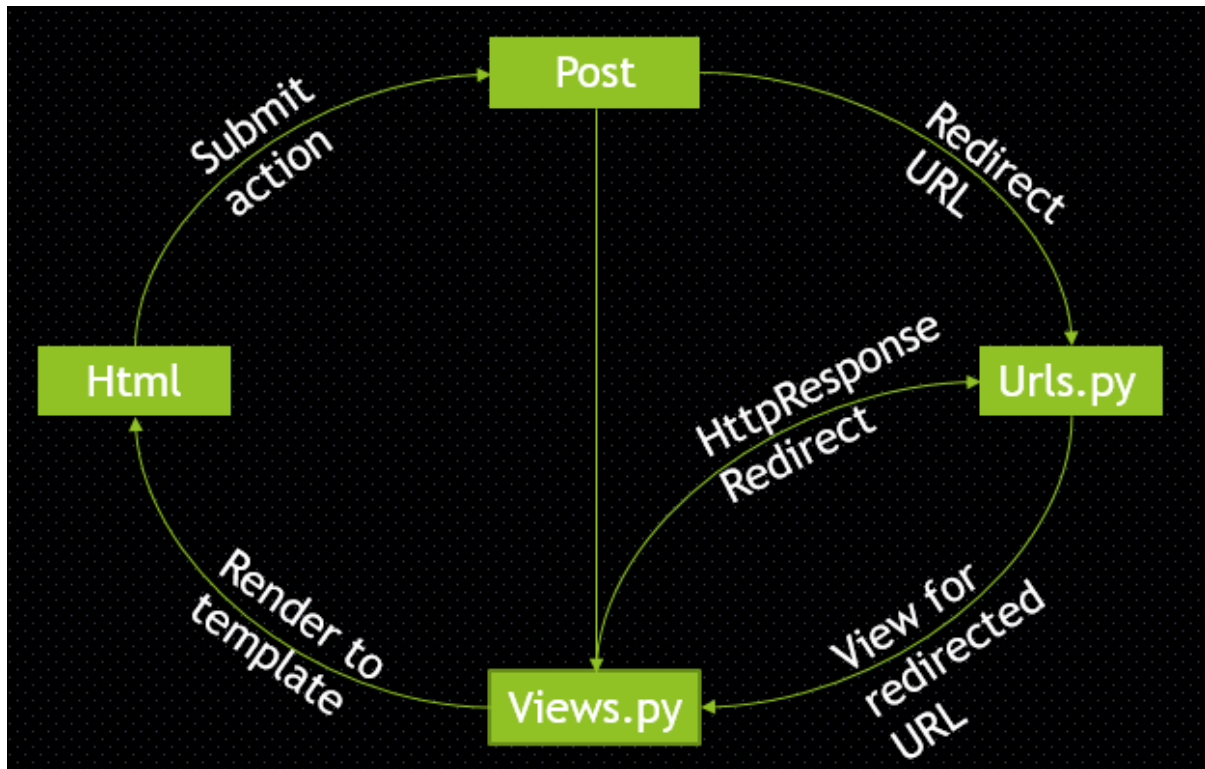 Post
Submit
action
Redirect
URL
Html
HttpResponse
Redirect
Urls.py
Render to
template
View for
redirected
URL
Views.py